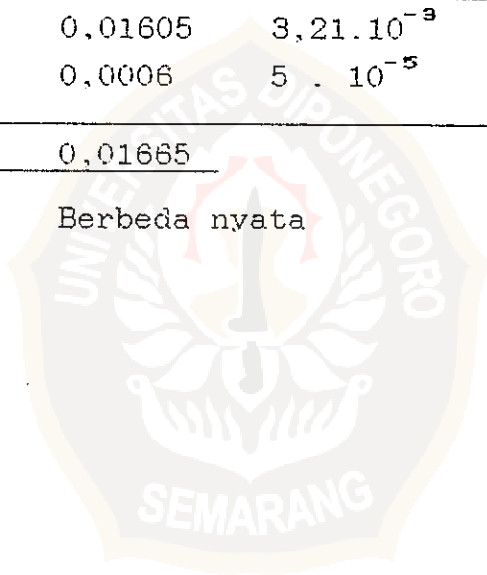 0,01605 3,21.10⁻³
0,0006 5 . 10⁻⁵
0,01665
Berbeda nyata
UNIVERSITAS DIPONEGORO
SEMARANG